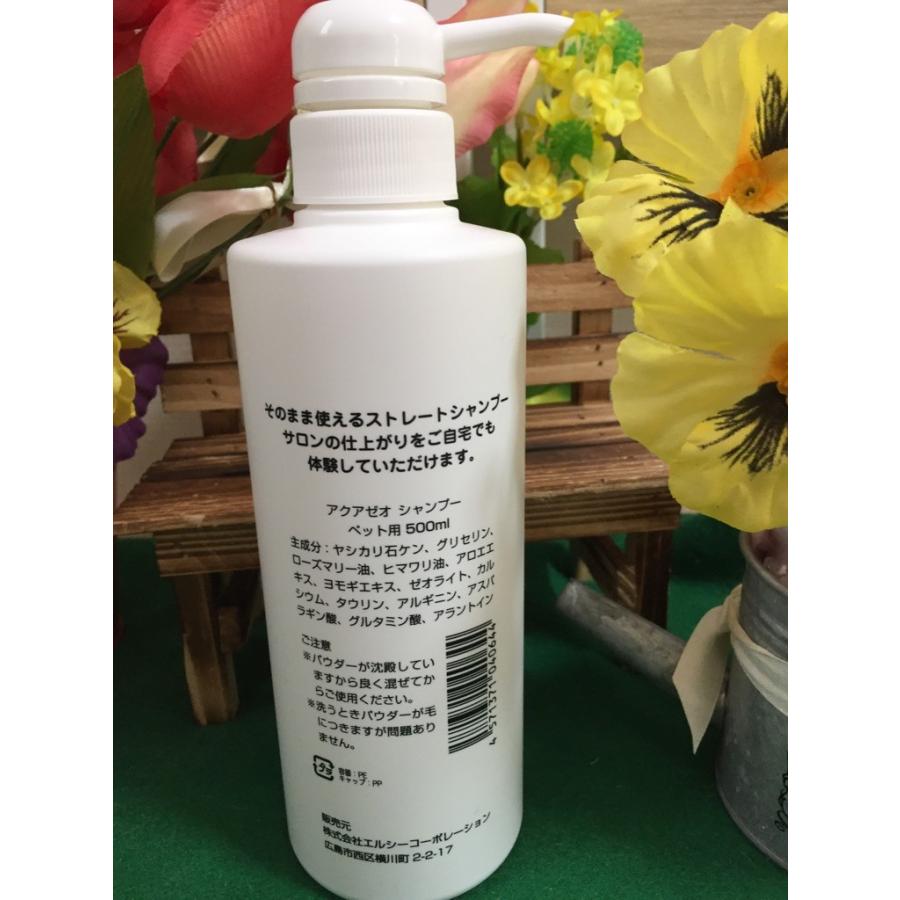 そのまま使えるストレートシャンプー
サロンの仕上がりをご自宅でも
体験していただけます。
アクアゼオ シャンプー
ペット用 500ml
主成分：ヤシカリ石ケン、グリセリン、
ローズマリー油、ヒマワリ油、アロエエ
キス、ヨモギエキス、ゼオライト、カル
シウム、タウリン、アルギニン、アスパ
ラギン酸、グルタミン酸、アラントイン
ご注意
※パウダーが沈殿してい
ますから良く混ぜてか
らご使用ください。
※洗うときパウダーが毛
につきますが問題あり
ません。
4571374040644
プラ
容器：PE
キャップ：PP
販売元
株式会社エルシーコーポレーション
広島市西区横川町 2-2-17